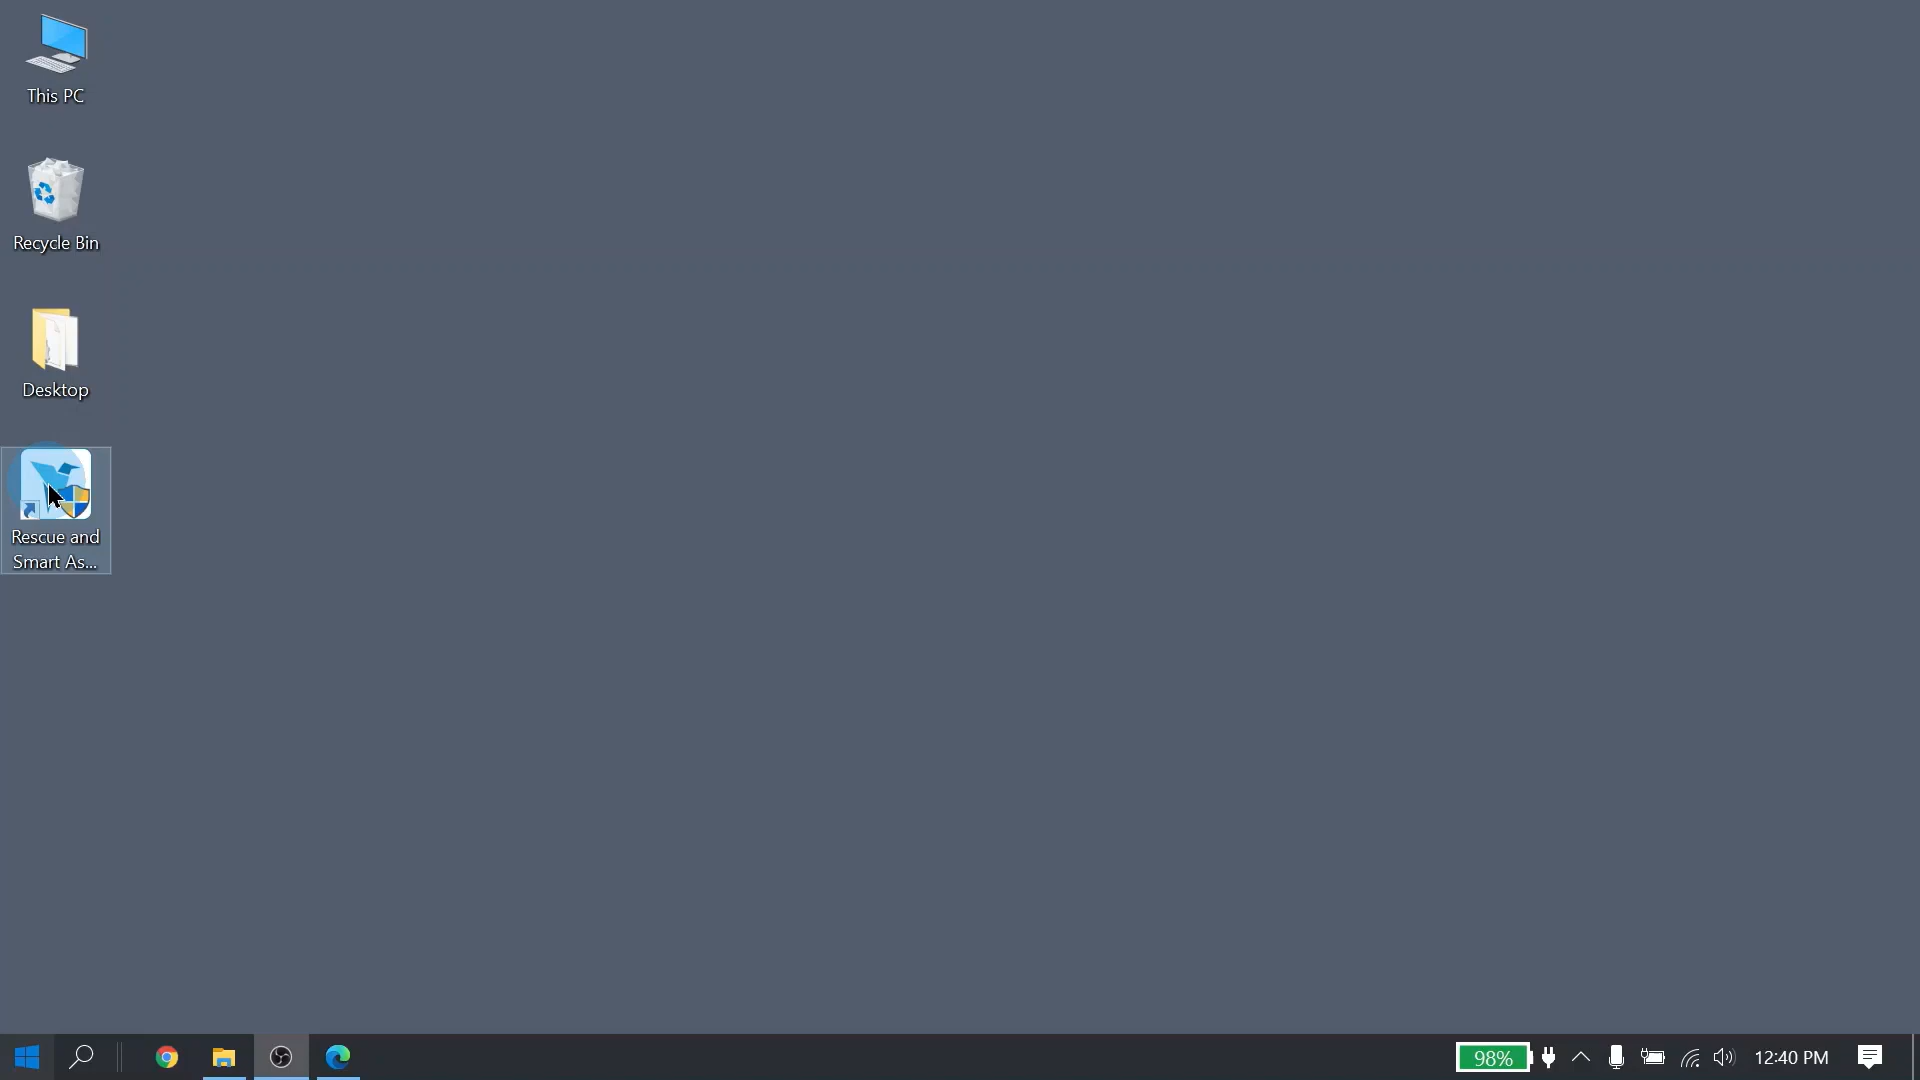 This PC
Recycle Bin
Desktop
Rescue and
Smart As...
98%
12:40 PM